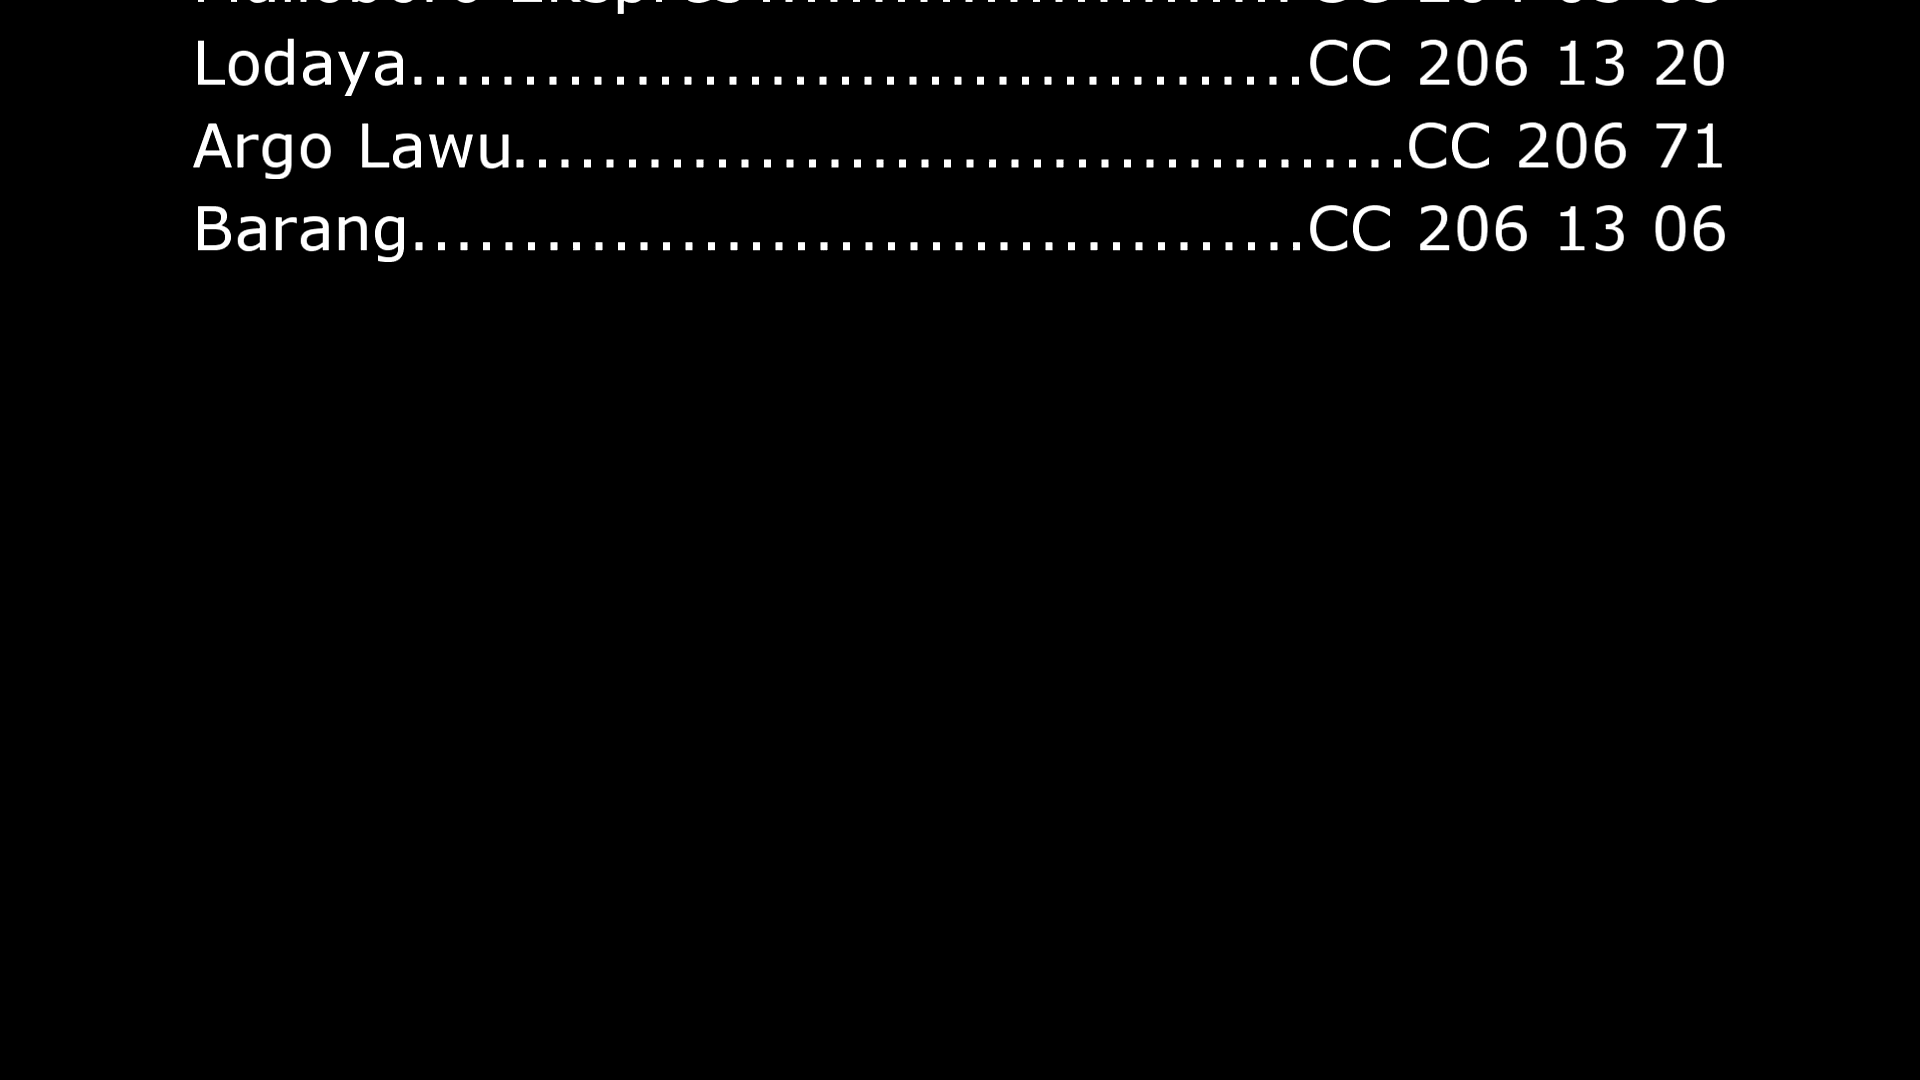 Lodaya........................................CC 206 13 20
Argo Lawu........................................CC 206 71
Barang........................................CC 206 13 06